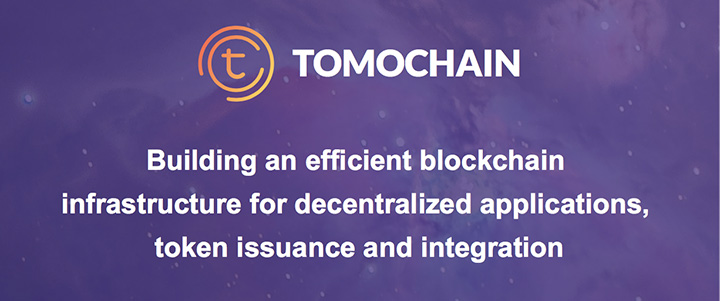 t TOMOCHAIN
Building an efficient blockchain
infrastructure for decentralized applications,
token issuance and integration